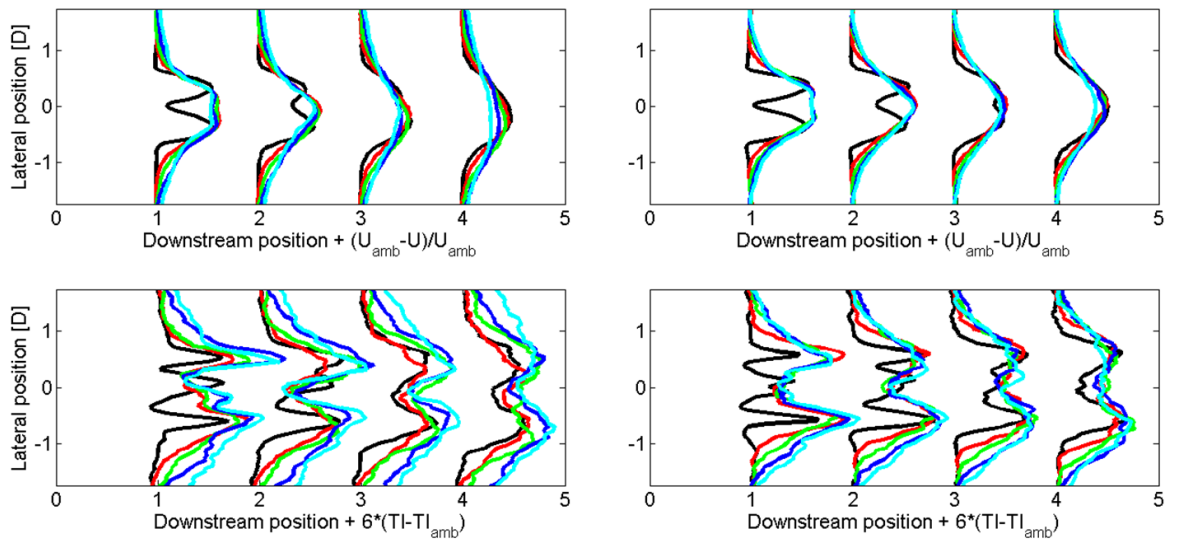 Lateral position [D]
1
0
-1
0 1 2 3 4 5
Downstream position + (U_amb-U)/U_amb
1
0
-1
0 1 2 3 4 5
Downstream position + (U_amb-U)/U_amb
Lateral position [D]
1
0
-1
0 1 2 3 4 5
Downstream position + 6*(TI-TI_amb)
1
0
-1
0 1 2 3 4 5
Downstream position + 6*(TI-TI_amb)